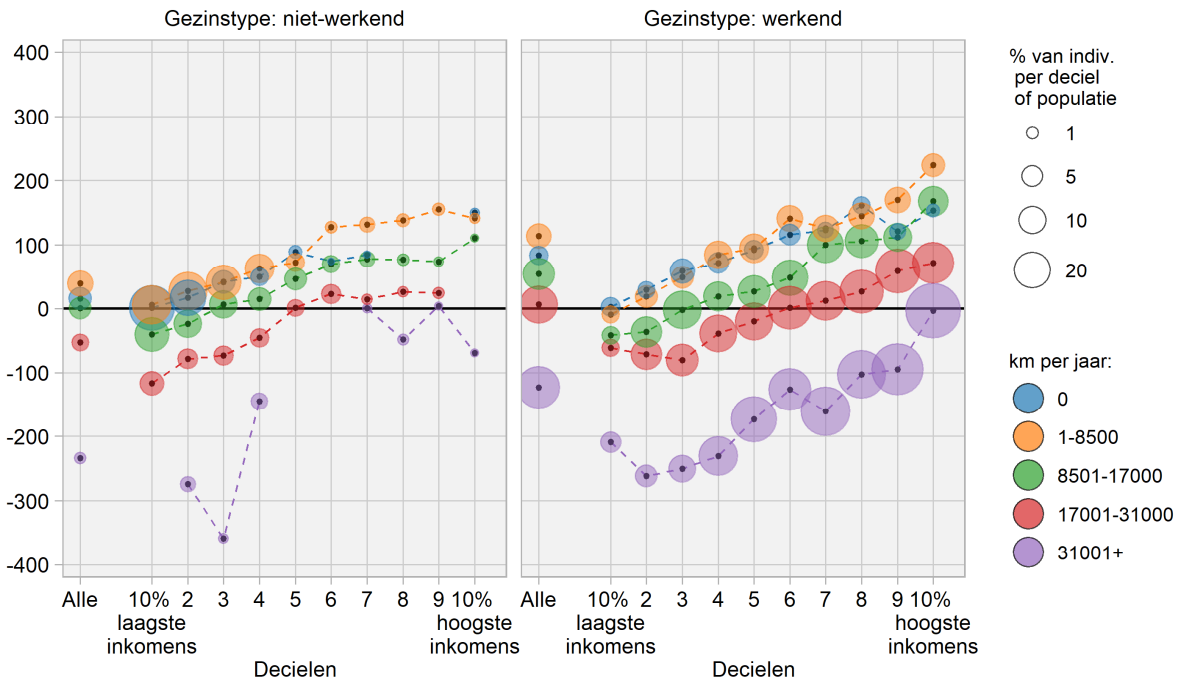 Gezinstype: niet-werkend
Gezinstype: werkend
400
300
200
100
0
-100
-200
-300
-400
Alle 10% 2 3 4 5 6 7 8 9 10%
laagste hoogste
inkomens inkomens
Decielen
Alle 10% 2 3 4 5 6 7 8 9 10%
laagste hoogste
inkomens inkomens
Decielen
% van indiv.
per deciel
of populatie
1
5
10
20
km per jaar:
0
1-8500
8501-17000
17001-31000
31001+